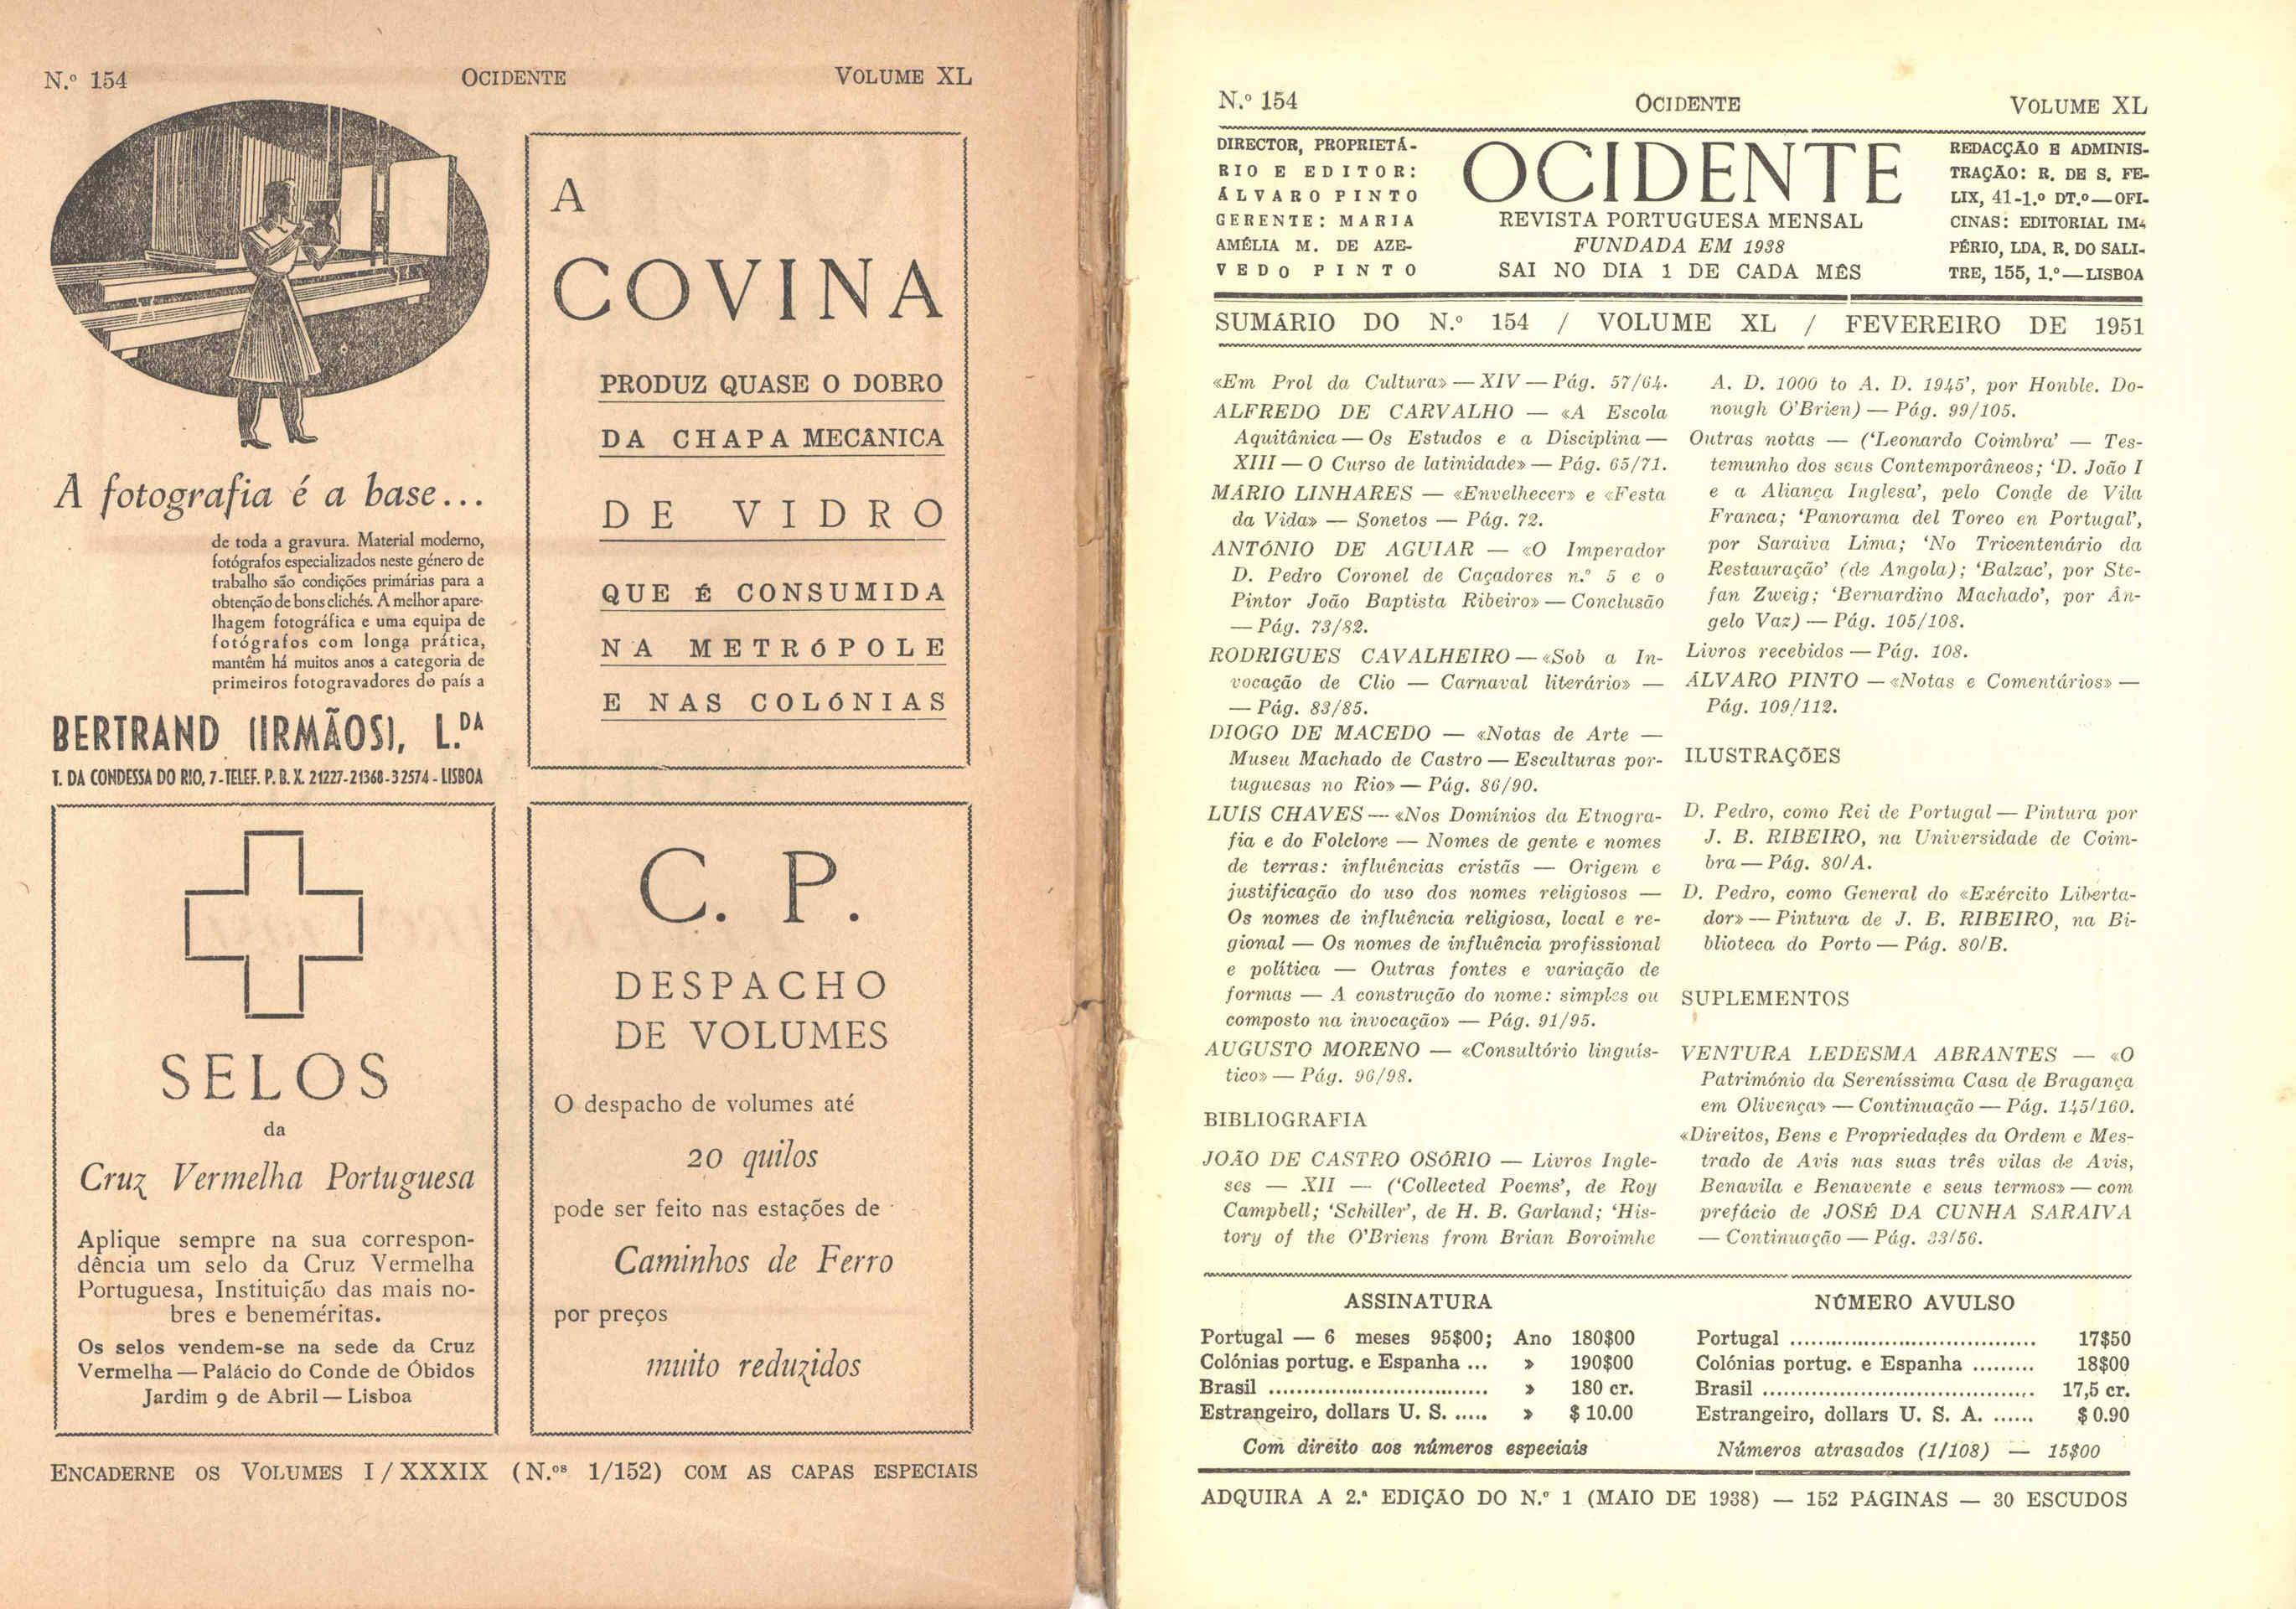 N.º 154 OCIDENTE VOLUME XL
A fotografia é a base...
de toda a gravura. Material moderno,
fotógrafos especializados neste género de
trabalho são condições primárias para a
obtenção de bons clichés. A melhor apare-
lhagem fotográfica e uma equipa de
fotógrafos com longa prática,
mantêm há muitos anos a categoria de
primeiros fotogravadores do país a
BERTRAND (IRMÃOS), L.DA
T. DA CONDESSA DO RIO, 7-TELEF. P. B. X. 21227-21368-32574 - LISBOA
A
COVINA
PRODUZ QUASE O DOBRO
DA CHAPA MECÂNICA
DE VIDRO
QUE É CONSUMIDA
NA METRÓPOLE
E NAS COLÓNIAS
SELOS
da
Cruz Vermelha Portuguesa
Aplique sempre na sua correspon-
dência um selo da Cruz Vermelha
Portuguesa, Instituição das mais no-
bres e beneméritas.
Os selos vendem-se na sede da Cruz
Vermelha — Palácio do Conde de Óbidos
Jardim 9 de Abril — Lisboa
C. P.
DESPACHO
DE VOLUMES
O despacho de volumes até
20 quilos
pode ser feito nas estações de
Caminhos de Ferro
por preços
muito reduzidos
ENCADERNE OS VOLUMES I / XXXIX (N.os 1/152) COM AS CAPAS ESPECIAIS
N.º 154 OCIDENTE VOLUME XL
DIRECTOR, PROPRIETÁ-
RIO E EDITOR:
ÁLVARO PINTO
GERENTE: MARIA
AMÉLIA M. DE AZE-
VEDO PINTO
OCIDENTE
REVISTA PORTUGUESA MENSAL
FUNDADA EM 1938
SAI NO DIA 1 DE CADA MÊS
REDACÇÃO E ADMINIS-
TRAÇÃO: R. DE S. FE-
LIX, 41-1.º DT.º—OFI-
CINAS: EDITORIAL IM-
PÉRIO, LDA. R. DO SALI-
TRE, 155, 1.º—LISBOA
SUMÁRIO DO N.º 154 / VOLUME XL / FEVEREIRO DE 1951
«Em Prol da Cultura» — XIV — Pág. 57/64.
ALFREDO DE CARVALHO — «A Escola
Aquitânica — Os Estudos e a Disciplina —
XIII — O Curso de latinidade» — Pág. 65/71.
MÁRIO LINHARES — «Envelhecer» e «Festa
da Vida» — Sonetos — Pág. 72.
ANTÓNIO DE AGUIAR — «O Imperador
D. Pedro Coronel de Caçadores n.º 5 e o
Pintor João Baptista Ribeiro» — Conclusão
— Pág. 73/82.
RODRIGUES CAVALHEIRO — «Sob a In-
vocação de Clio — Carnaval literário» —
— Pág. 83/85.
DIOGO DE MACEDO — «Notas de Arte —
Museu Machado de Castro — Esculturas por-
tuguesas no Rio» — Pág. 86/90.
LUÍS CHAVES — «Nos Domínios da Etnogra-
fia e do Folclore — Nomes de gente e nomes
de terras: influências cristãs — Origem e
justificação do uso dos nomes religiosos —
Os nomes de influência religiosa, local e re-
gional — Os nomes de influência profissional
e política — Outras fontes e variação de
formas — A construção do nome: simples ou
composto na invocação» — Pág. 91/95.
AUGUSTO MORENO — «Consultório linguís-
tico» — Pág. 96/98.
BIBLIOGRAFIA
JOÃO DE CASTRO OSÓRIO — Livros Ingle-
ses — XII — ('Collected Poems', de Roy
Campbell; 'Schiller', de H. B. Garland; 'His-
tory of the O'Briens from Brian Boroimhe
A. D. 1000 to A. D. 1945', por Honble. Do-
nough O'Brien) — Pág. 99/105.
Outras notas — ('Leonardo Coimbra' — Tes-
temunho dos seus Contemporâneos; 'D. João I
e a Aliança Inglesa', pelo Conde de Vila
Franca; 'Panorama del Toreo en Portugal',
por Saraiva Lima; 'No Tricentenário da
Restauração' (de Angola); 'Balzac', por Ste-
fan Zweig; 'Bernardino Machado', por Ân-
gelo Vaz) — Pág. 105/108.
Livros recebidos — Pág. 108.
ÁLVARO PINTO — «Notas e Comentários» —
Pág. 109/112.
ILUSTRAÇÕES
D. Pedro, como Rei de Portugal — Pintura por
J. B. RIBEIRO, na Universidade de Coim-
bra — Pág. 80/A.
D. Pedro, como General do «Exército Liberta-
dor» — Pintura de J. B. RIBEIRO, na Bi-
blioteca do Porto — Pág. 80/B.
SUPLEMENTOS
VENTURA LEDESMA ABRANTES — «O
Património da Sereníssima Casa de Bragança
em Olivença» — Continuação — Pág. 145/160.
«Direitos, Bens e Propriedades da Ordem e Mes-
trado de Avis nas suas três vilas de Avis,
Benavila e Benavente e seus termos» — com
prefácio de JOSÉ DA CUNHA SARAIVA
— Continuação — Pág. 33/56.
ASSINATURA
Portugal — 6 meses 95$00; Ano 180$00
Colónias portug. e Espanha ... » 190$00
Brasil ................................ » 180 cr.
Estrangeiro, dollars U. S. ..... » $ 10.00
Com direito aos números especiais
NÚMERO AVULSO
Portugal .................................... 17$50
Colónias portug. e Espanha ......... 18$00
Brasil ....................................... 17,5 cr.
Estrangeiro, dollars U. S. A. ...... $ 0.90
Números atrasados (1/108) — 15$00
ADQUIRA A 2.ª EDIÇÃO DO N.º 1 (MAIO DE 1938) — 152 PÁGINAS — 30 ESCUDOS